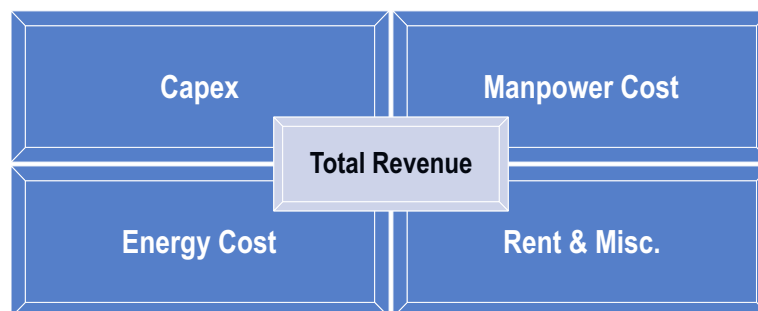 Capex
Manpower Cost
Total Revenue
Energy Cost
Rent & Misc.